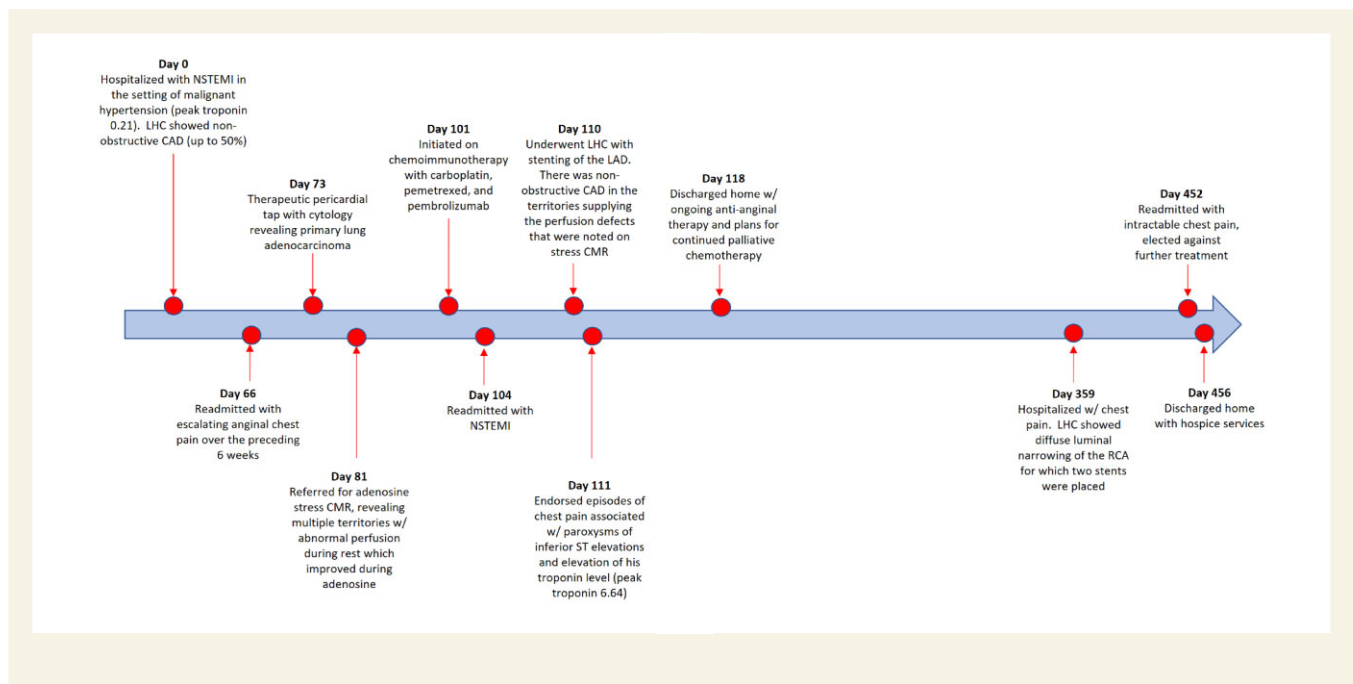 Day 0
Hospitalized with NSTEMI in
the setting of malignant
hypertension (peak troponin
0.21).  LHC showed non-
obstructive CAD (up to 50%)
Day 73
Therapeutic pericardial
tap with cytology
revealing primary lung
adenocarcinoma
Day 101
Initiated on
chemoimmunotherapy
with carboplatin,
pemetrexed, and
pembrolizumab
Day 110
Underwent LHC with
stenting of the LAD.
There was non-
obstructive CAD in the
territories supplying
the perfusion defects
that were noted on
stress CMR
Day 118
Discharged home w/
ongoing anti-anginal
therapy and plans for
continued palliative
chemotherapy
Day 452
Readmitted with
intractable chest pain,
elected against
further treatment
Day 66
Readmitted with
escalating anginal chest
pain over the preceding
6 weeks
Day 81
Referred for adenosine
stress CMR, revealing
multiple territories w/
abnormal perfusion
during rest which
improved during
adenosine
Day 104
Readmitted with
NSTEMI
Day 111
Endorsed episodes of
chest pain associated
w/ paroxysms of
inferior ST elevations
and elevation of his
troponin level (peak
troponin 6.64)
Day 359
Hospitalized w/ chest
pain.  LHC showed
diffuse luminal
narrowing of the RCA
for which two stents
were placed
Day 456
Discharged home
with hospice services